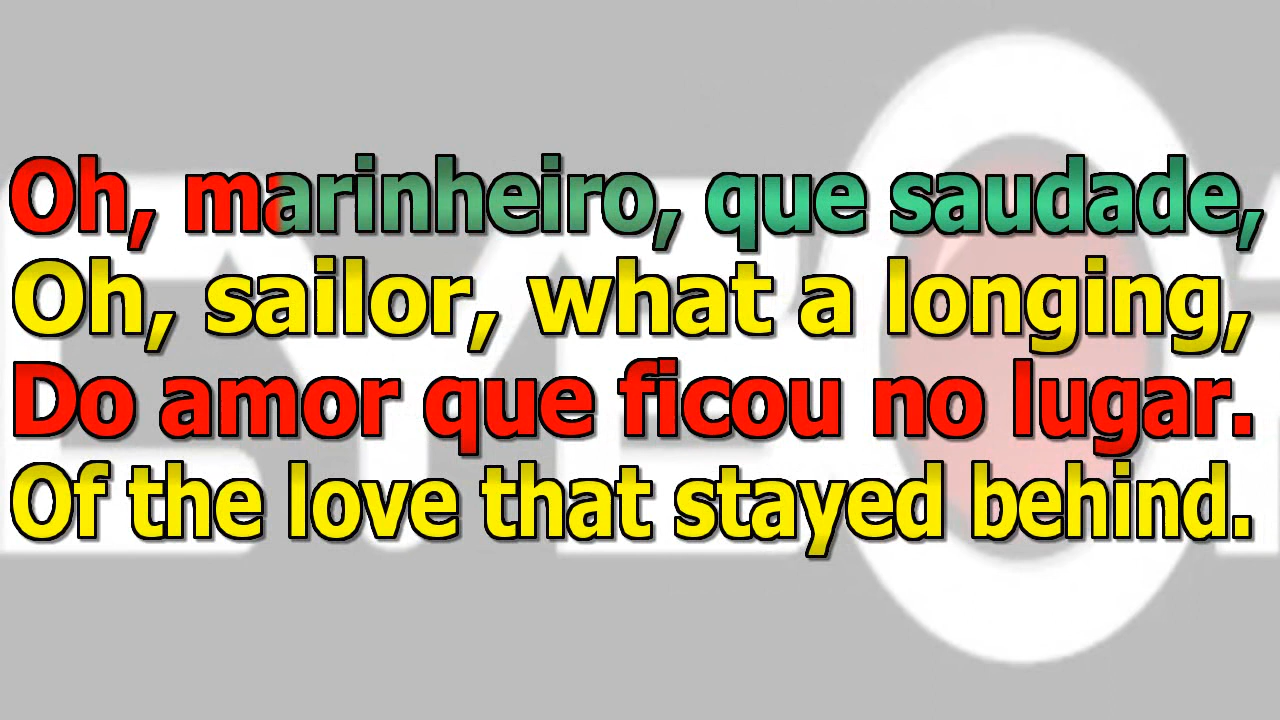 Oh, marinheiro, que saudade,
Oh, sailor, what a longing,
Do amor que ficou no lugar.
Of the love that stayed behind.